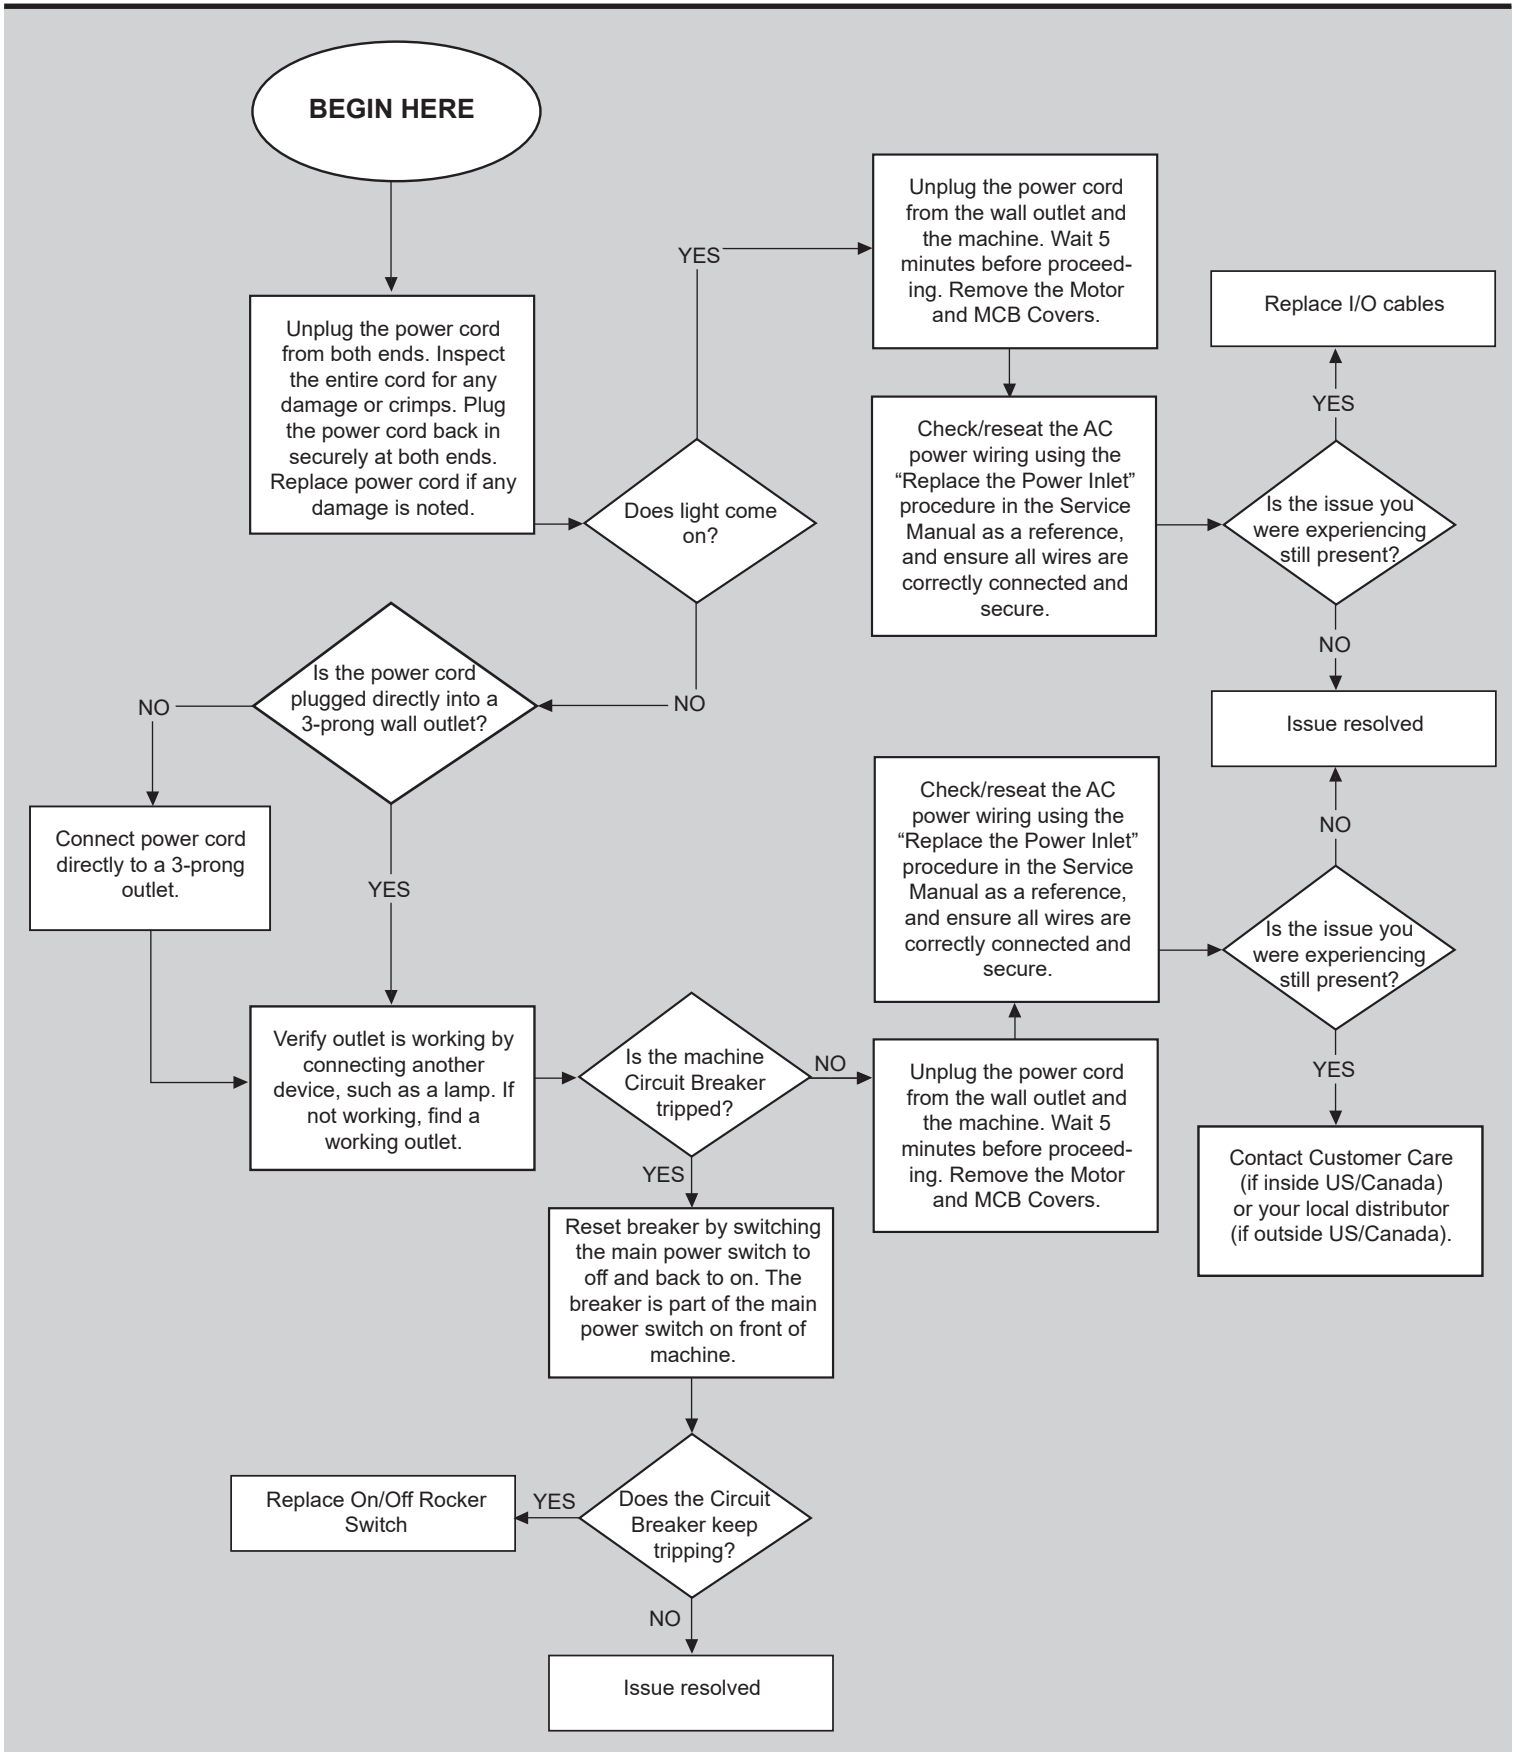 BEGIN HERE
Unplug the power cord
from both ends. Inspect
the entire cord for any
damage or crimps. Plug
the power cord back in
securely at both ends.
Replace power cord if any
damage is noted.
Does light come
on?
YES
Unplug the power cord
from the wall outlet and
the machine. Wait 5
minutes before proceed-
ing. Remove the Motor
and MCB Covers.
Check/reseat the AC
power wiring using the
“Replace the Power Inlet”
procedure in the Service
Manual as a reference,
and ensure all wires are
correctly connected and
secure.
Is the issue you
were experiencing
still present?
YES
Replace I/O cables
NO
Issue resolved
NO
Is the power cord
plugged directly into a
3-prong wall outlet?
NO
Connect power cord
directly to a 3-prong
outlet.
YES
Verify outlet is working by
connecting another
device, such as a lamp. If
not working, find a
working outlet.
Is the machine
Circuit Breaker
tripped?
NO
Unplug the power cord
from the wall outlet and
the machine. Wait 5
minutes before proceed-
ing. Remove the Motor
and MCB Covers.
Check/reseat the AC
power wiring using the
“Replace the Power Inlet”
procedure in the Service
Manual as a reference,
and ensure all wires are
correctly connected and
secure.
Is the issue you
were experiencing
still present?
NO
YES
Contact Customer Care
(if inside US/Canada)
or your local distributor
(if outside US/Canada).
YES
Reset breaker by switching
the main power switch to
off and back to on. The
breaker is part of the main
power switch on front of
machine.
Does the Circuit
Breaker keep
tripping?
YES
Replace On/Off Rocker
Switch
NO
Issue resolved